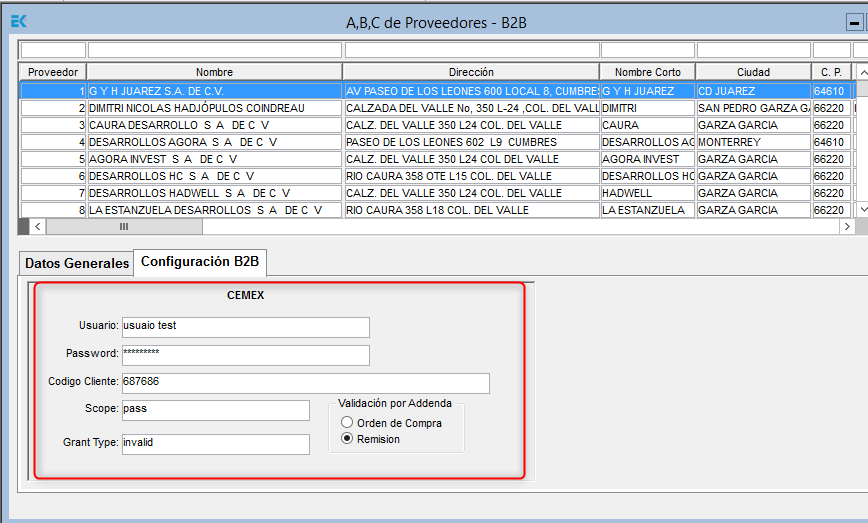 EK A,B,C de Proveedores - B2B
Proveedor Nombre Dirección Nombre Corto Ciudad C. P.
1 G Y H JUAREZ S.A. DE C.V. AV PASEO DE LOS LEONES 600 LOCAL 8, CUMBRES G Y H JUAREZ CD JUAREZ 64610
2 DIMITRI NICOLAS HADJÓPULOS COINDREAU CALZADA DEL VALLE No, 350 L-24 ,COL. DEL VALL DIMITRI SAN PEDRO GARZA GA 66220
3 CAURA DESARROLLO S A DE C V CALZ. DEL VALLE 350 L24 COL. DEL VALLE CAURA GARZA GARCIA 66220
4 DESARROLLOS AGORA S A DE C V PASEO DE LOS LEONES 602 L9 CUMBRES DESARROLLOS AG MONTERREY 64610
5 AGORA INVEST S A DE C V CALZ. DEL VALLE 350 L24 COL DEL VALLE AGORA INVEST GARZA GARCIA 66220
6 DESARROLLOS HC S A DE C V RIO CAURA 358 OTE L15 COL. DEL VALLE DESARROLLOS HC GARZA GARCIA 66220
7 DESARROLLOS HADWELL S A DE C V CALZ. DEL VALLE 350 L24 COL. DEL VALLE HADWELL GARZA GARCIA 66220
8 LA ESTANZUELA DESARROLLOS S A DE C V RIO CAURA 358 L18 COL. DEL VALLE LA ESTANZUELA GARZA GARCIA 66220
Datos Generales Configuración B2B
CEMEX
Usuario: usuaio test
Password: *********
Codigo Cliente: 687686
Scope: pass
Validación por Addenda
Orden de Compra
Grant Type: invalid
Remision